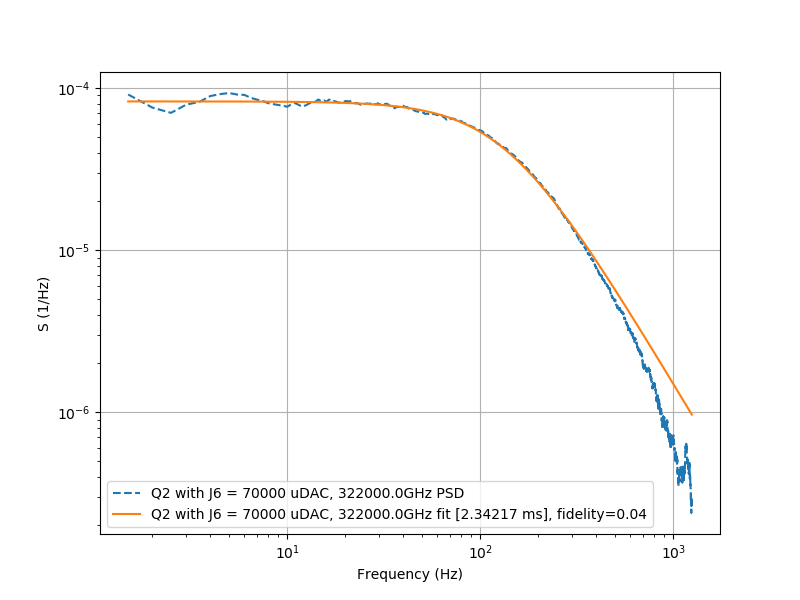 10⁻⁴
10⁻⁵
10⁻⁶
S (1/Hz)
Q2 with J6 = 70000 uDAC, 322000.0GHz PSD
Q2 with J6 = 70000 uDAC, 322000.0GHz fit [2.34217 ms], fidelity=0.04
10¹ 10² 10³
Frequency (Hz)